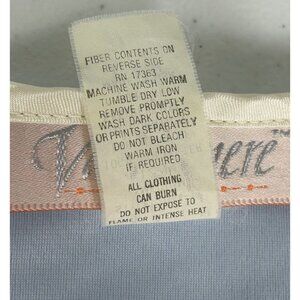 FIBER CONTENTS ON
REVERSE SIDE
RN 17363
MACHINE WASH WARM
TUMBLE DRY LOW
REMOVE PROMPTLY
WASH DARK COLORS
OR PRINTS SEPARATELY
DO NOT BLEACH
WARM IRON
IF REQUIRED
ALL CLOTHING
CAN BURN
DO NOT EXPOSE TO
FLAME OR INTENSE HEAT
TM